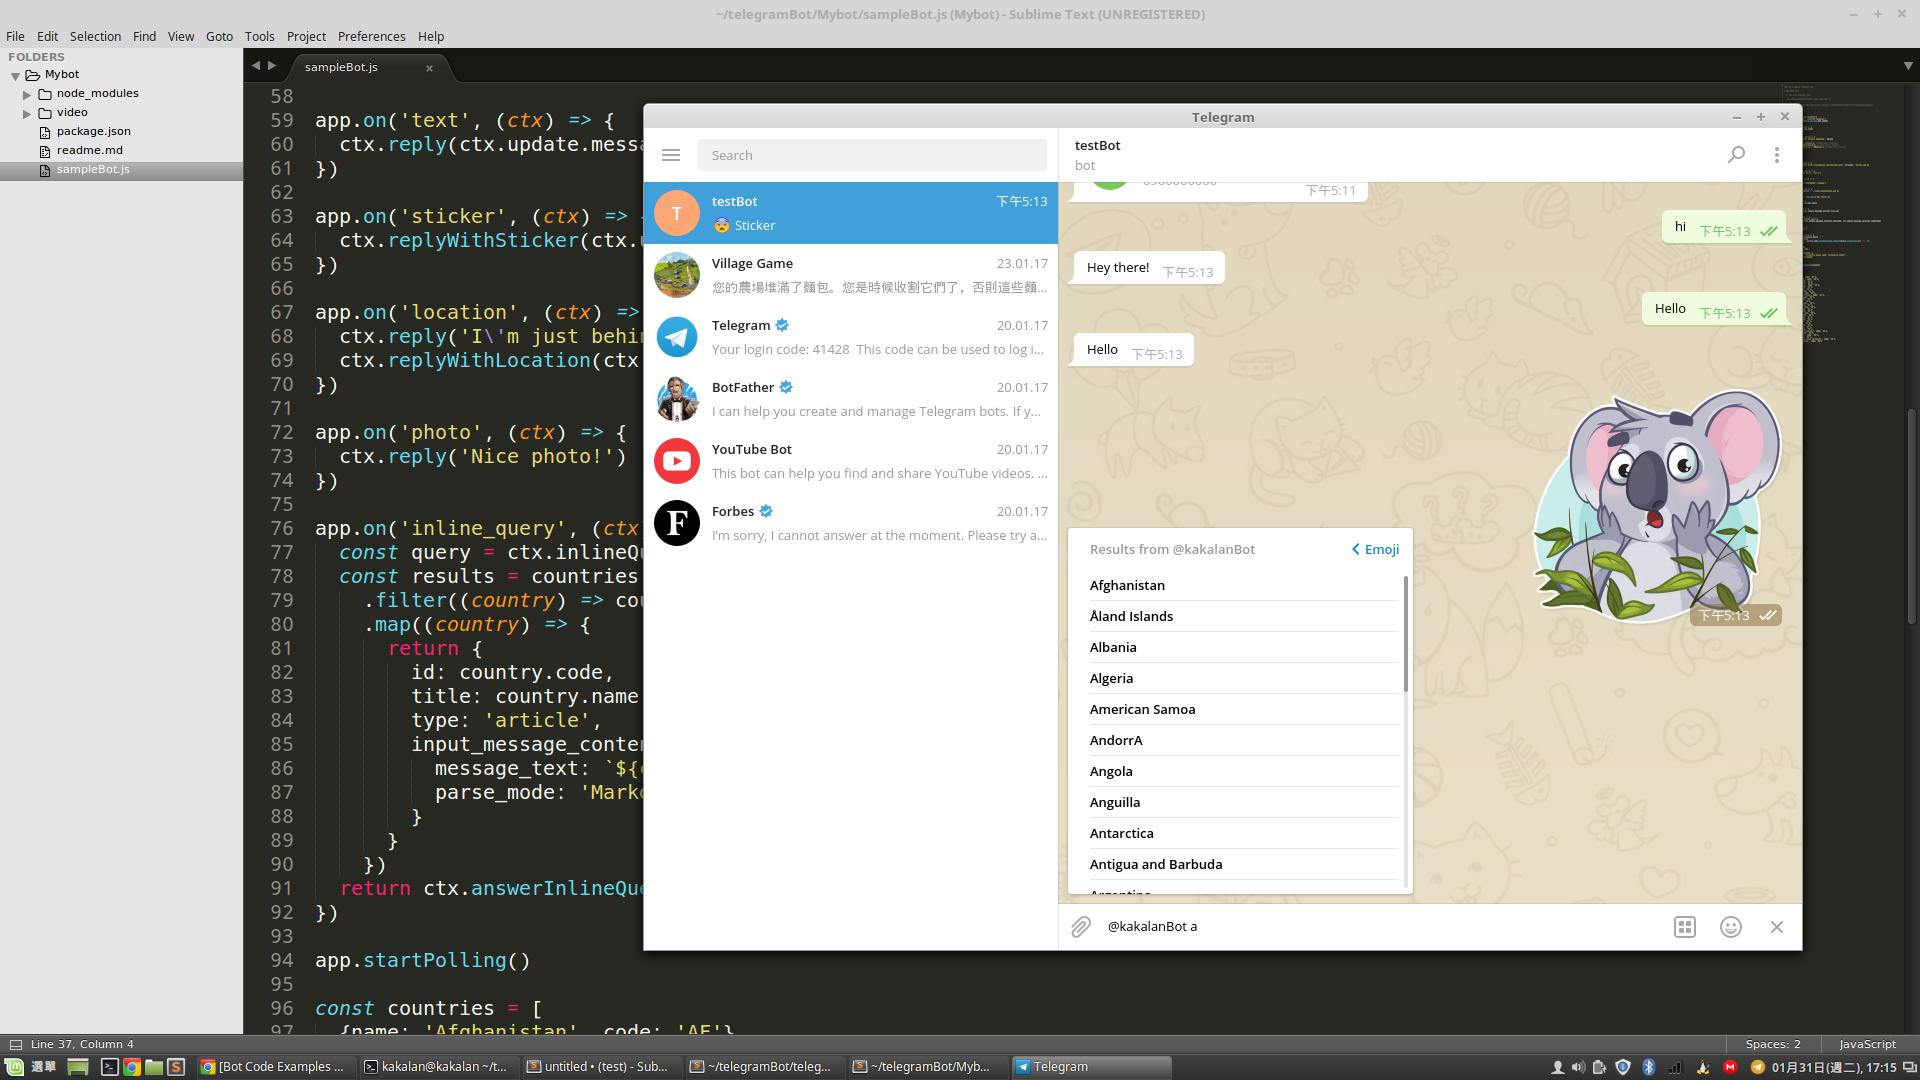 ~/telegramBot/Mybot/sampleBot.js (Mybot) - Sublime Text (UNREGISTERED)
File Edit Selection Find View Goto Tools Project Preferences Help
FOLDERS
Mybot
node_modules
video
package.json
readme.md
sampleBot.js
sampleBot.js
58
59 app.on('text', (ctx) => {
60 ctx.reply(ctx.update.messa
61 })
62
63 app.on('sticker', (ctx) =>
64 ctx.replyWithSticker(ctx.
65 })
66
67 app.on('location', (ctx) =>
68 ctx.reply('I\'m just behi
69 ctx.replyWithLocation(ctx
70 })
71
72 app.on('photo', (ctx) => {
73 ctx.reply('Nice photo!')
74 })
75
76 app.on('inline_query', (ctx
77 const query = ctx.inlineQu
78 const results = countries
79 .filter((country) => cou
80 .map((country) => {
81 return {
82 id: country.code,
83 title: country.name
84 type: 'article',
85 input_message_conten
86 message_text: `${
87 parse_mode: 'Mark
88 }
89 }
90 })
91 return ctx.answerInlineQue
92 })
93
94 app.startPolling()
95
96 const countries = [
97 {name: 'Afghanistan', code: 'AF'}
Telegram
Search
T
testBot 下午5:13
Sticker
Village Game 23.01.17
您的農場堆滿了麵包。您是時候收割它們了，否則這些麵...
Telegram 20.01.17
Your login code: 41428 This code can be used to log i...
BotFather 20.01.17
I can help you create and manage Telegram bots. If y...
YouTube Bot 20.01.17
This bot can help you find and share YouTube videos. ...
F
Forbes 20.01.17
I'm sorry, I cannot answer at the moment. Please try a...
testBot
bot
下午5:11
hi 下午5:13
Hey there! 下午5:13
Hello 下午5:13
Hello 下午5:13
下午5:13
Results from @kakalanBot
Emoji
Afghanistan
Åland Islands
Albania
Algeria
American Samoa
AndorrA
Angola
Anguilla
Antarctica
Antigua and Barbuda
Argentina
@kakalanBot a
Line 37, Column 4
Spaces: 2
JavaScript
選單
[Bot Code Examples ...
kakalan@kakalan ~/t...
untitled • (test) - Sub...
~/telegramBot/teleg...
~/telegramBot/Myb...
Telegram
01月31日(週二), 17:15